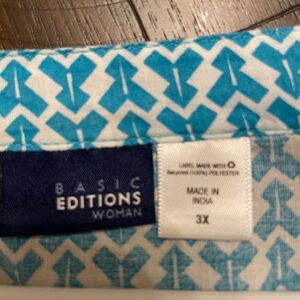 BASIC
EDITIONS
WOMAN
LABEL MADE WITH
Recycled (100%) POLYESTER
MADE IN
INDIA
3X